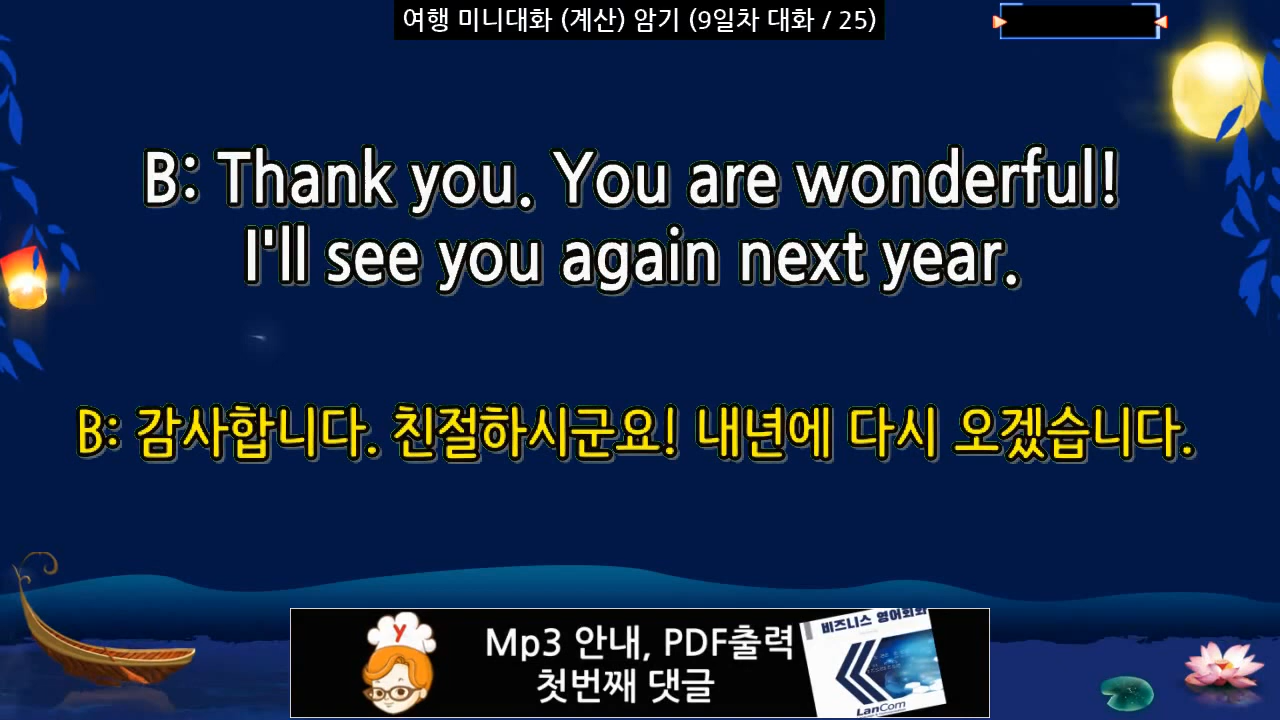 여행 미니대화 (계산) 암기 (9일차 대화 / 25)
B: Thank you. You are wonderful!
I'll see you again next year.
B: 감사합니다. 친절하시군요! 내년에 다시 오겠습니다.
Y
Mp3 안내, PDF출력
첫번째 댓글
비즈니스 영어회화
LanCom